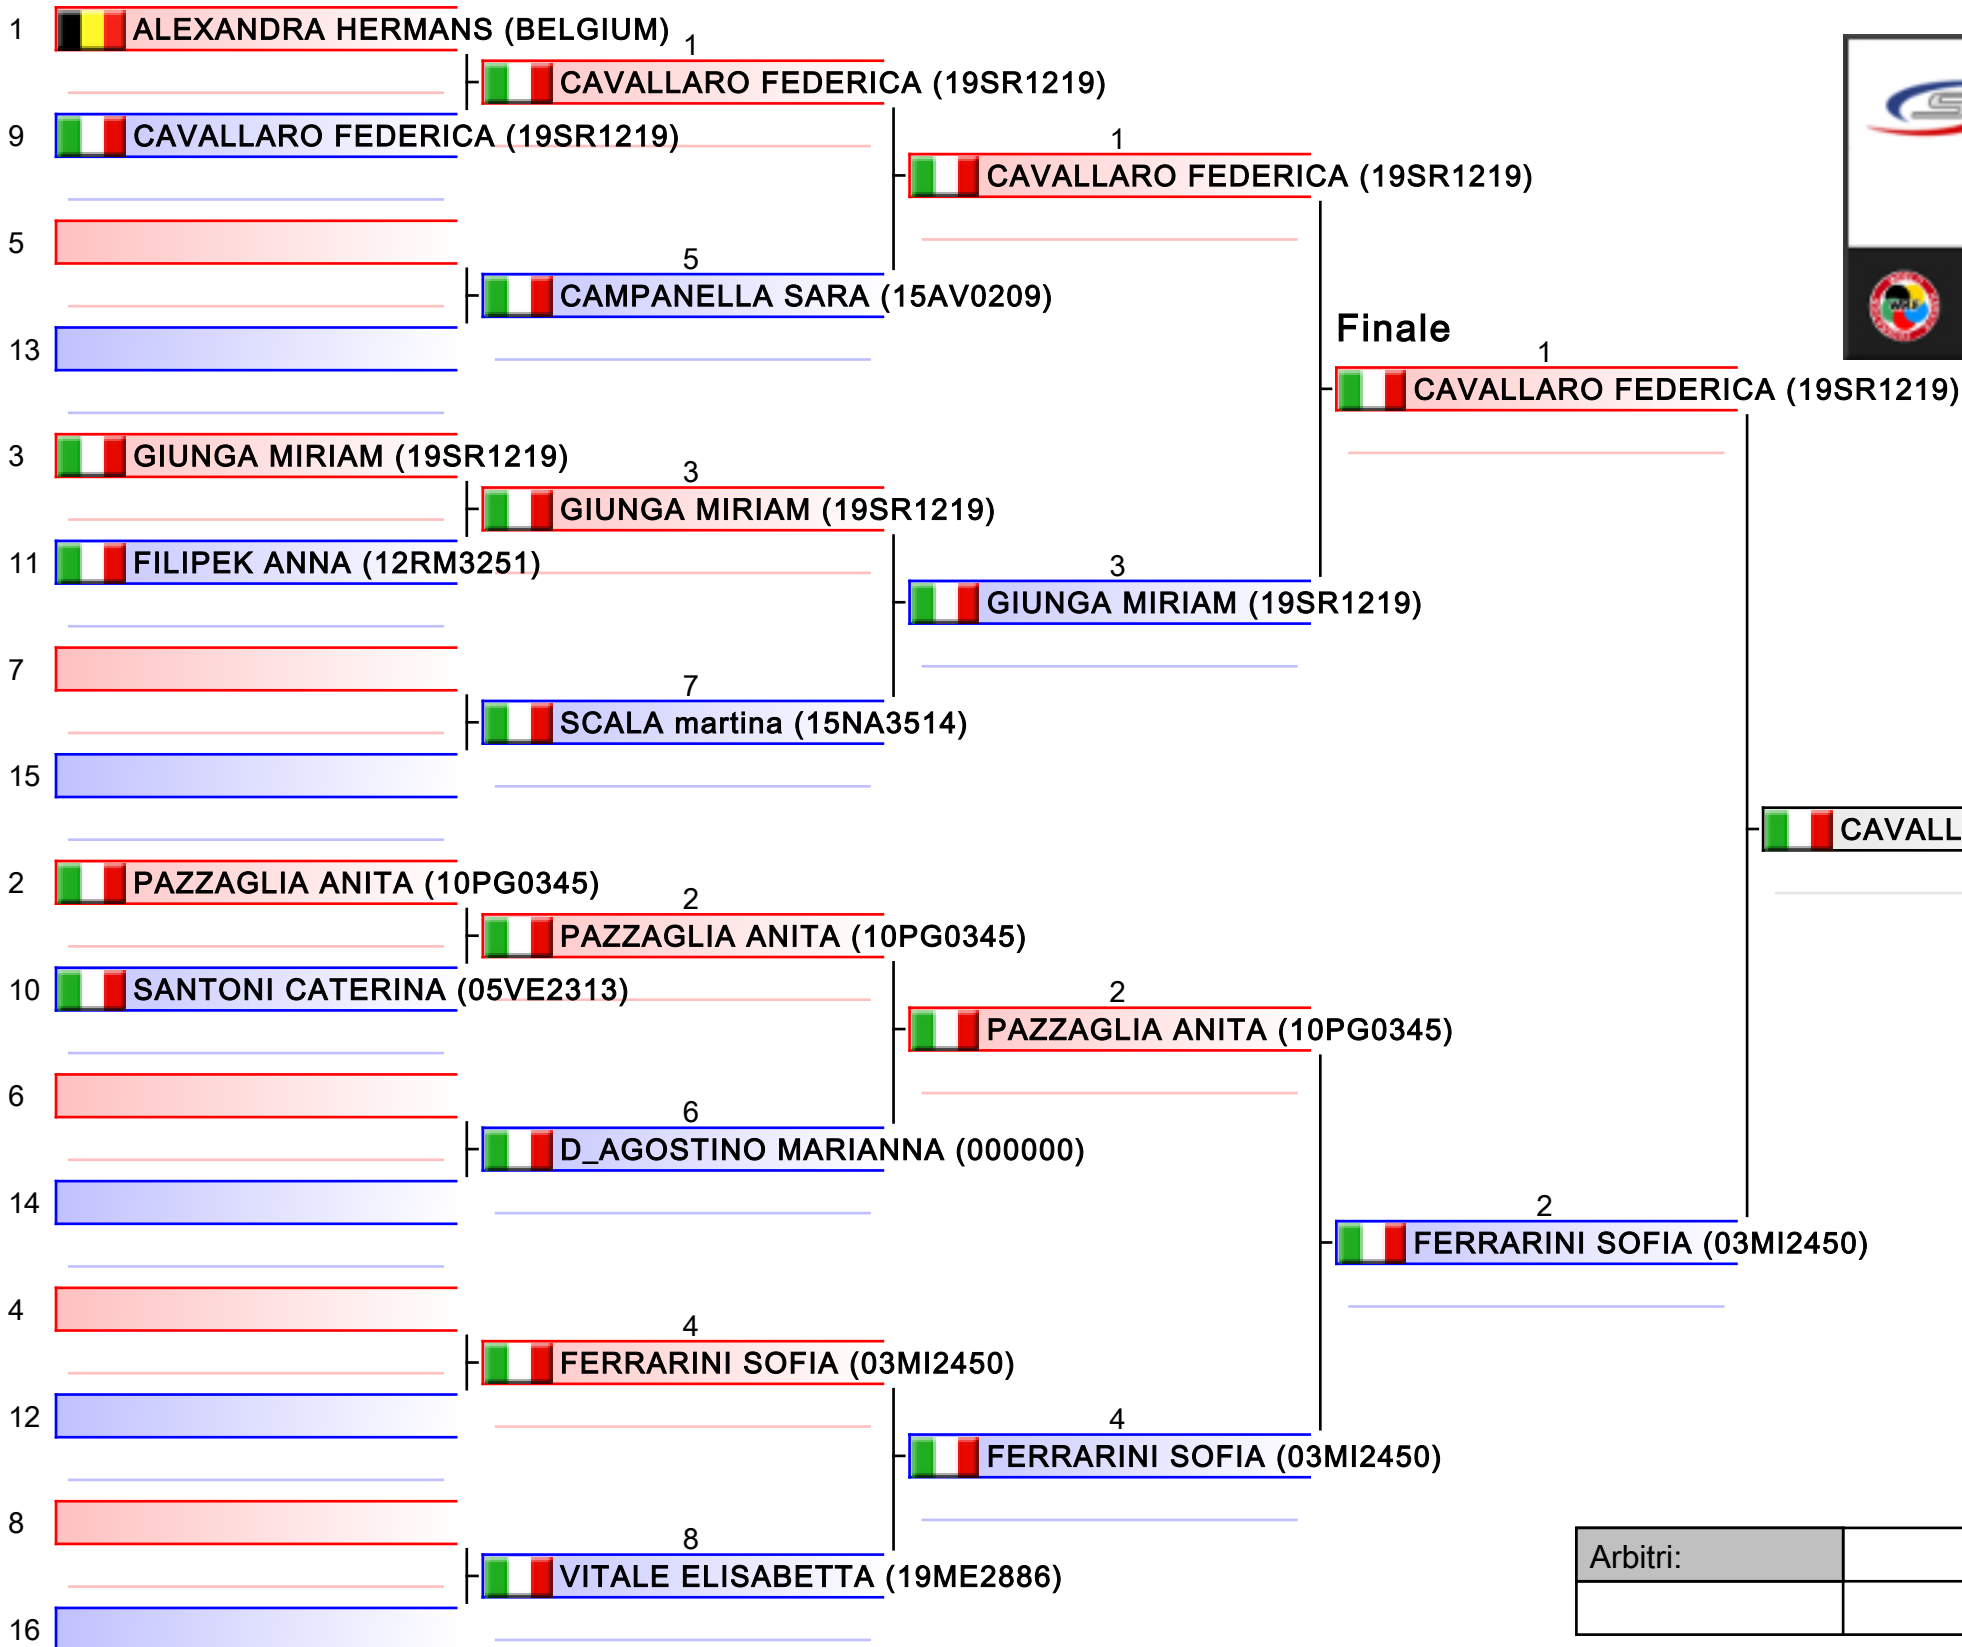 1 ALEXANDRA HERMANS (BELGIUM)
1
CAVALLARO FEDERICA (19SR1219)
9 CAVALLARO FEDERICA (19SR1219)
1
CAVALLARO FEDERICA (19SR1219)
5
5
CAMPANELLA SARA (15AV0209)
13
Finale
1
CAVALLARO FEDERICA (19SR1219)
3 GIUNGA MIRIAM (19SR1219)
3
GIUNGA MIRIAM (19SR1219)
11 FILIPEK ANNA (12RM3251)
3
GIUNGA MIRIAM (19SR1219)
7
7
SCALA martina (15NA3514)
15
CAVALL
2 PAZZAGLIA ANITA (10PG0345)
2
PAZZAGLIA ANITA (10PG0345)
10 SANTONI CATERINA (05VE2313)
2
PAZZAGLIA ANITA (10PG0345)
6
6
D_AGOSTINO MARIANNA (000000)
14
2
FERRARINI SOFIA (03MI2450)
4
4
FERRARINI SOFIA (03MI2450)
12
4
FERRARINI SOFIA (03MI2450)
8
8
VITALE ELISABETTA (19ME2886)
16
Arbitri: